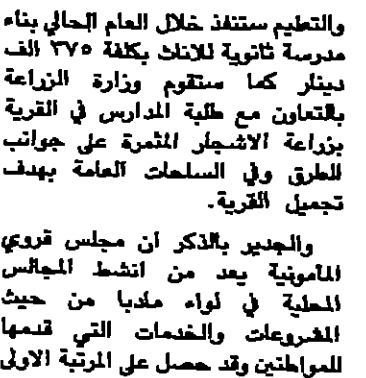 والتعليم ستنفذ خلال العام الحالي بناء
مدرسة ثانوية للاناث بكلفة ٣٧٥ الف
دينار كما ستقوم وزارة الزراعة
بالتعاون مع طلبة المدارس في القرية
بزراعة الاشجار المثمرة على جوانب
الطرق وفي الساحات العامة بهدف
تجميل القرية.
والجدير بالذكر ان مجلس قروي
المأمونية يعد من انشط المجالس
المحلية في لواء مادبا من حيث
المشروعات والخدمات التي قدمها
للمواطنين وقد حصل على المرتبة الاولى